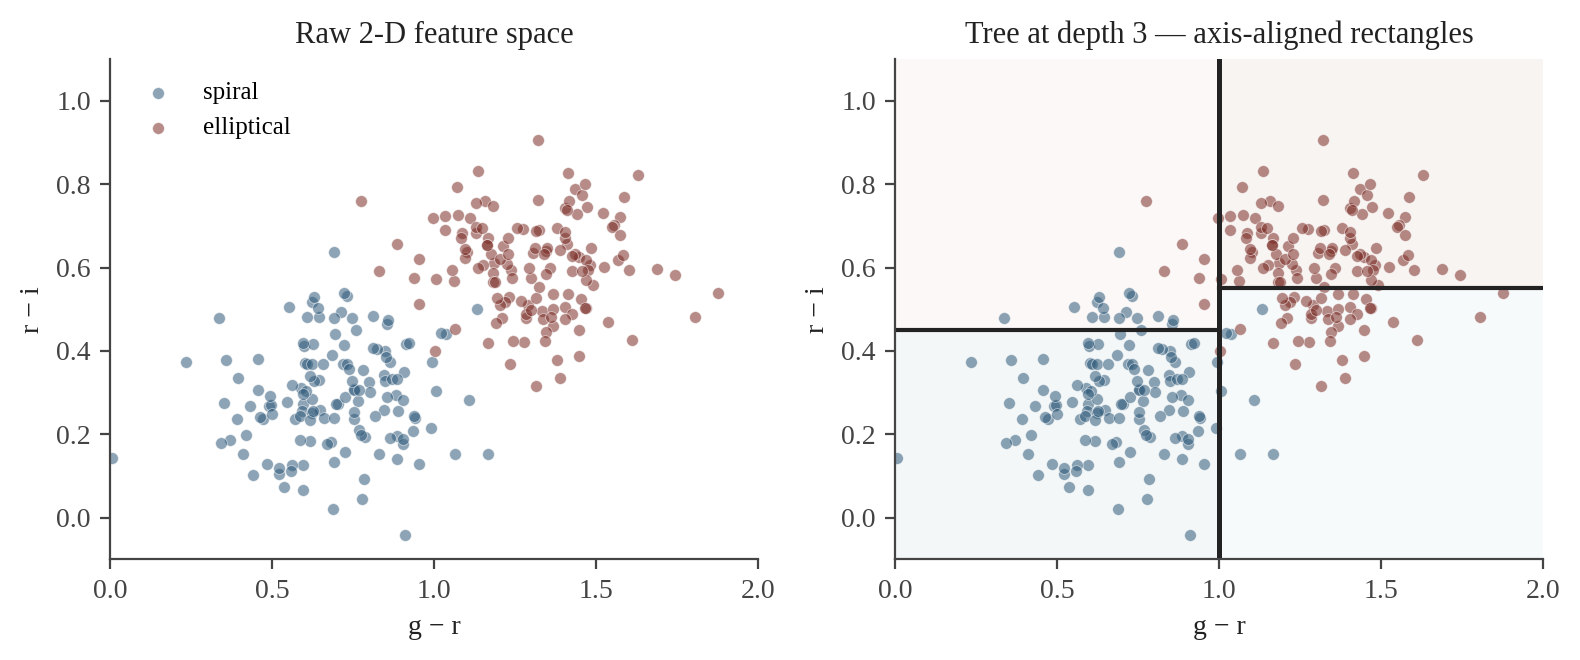 Raw 2-D feature space
spiral
elliptical
r − i
1.0
0.8
0.6
0.4
0.2
0.0
0.0 0.5 1.0 1.5 2.0
g − r
Tree at depth 3 — axis-aligned rectangles
r − i
1.0
0.8
0.6
0.4
0.2
0.0
0.0 0.5 1.0 1.5 2.0
g − r